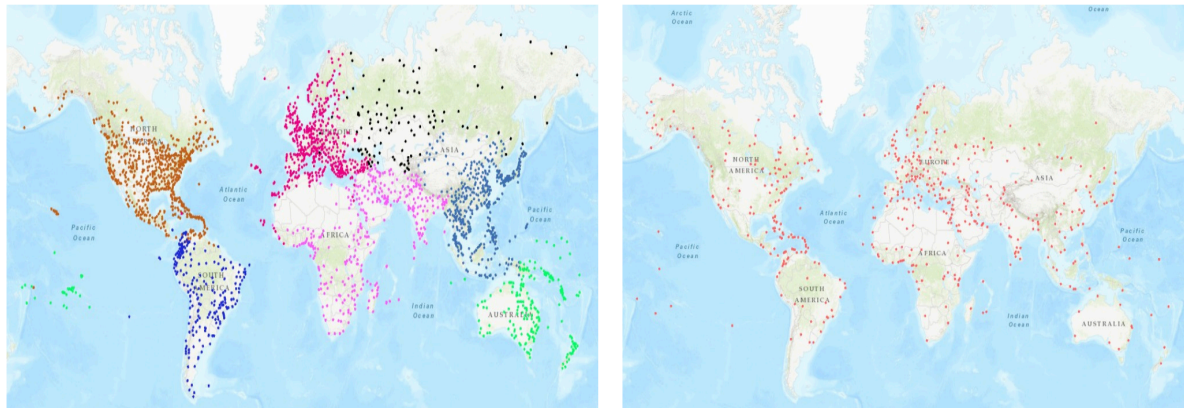 NORTH
EUROPE
ASIA
Atlantic
Ocean
Pacific
Ocean
Pacific
Ocean
AFRICA
SOUTH
AMERICA
Indian
Ocean
AUSTRALIA
Arctic
Ocean
Ocean
NORTH
AMERICA
EUROPE
ASIA
Atlantic
Ocean
Pacific
Ocean
Pacific
Ocean
AFRICA
SOUTH
AMERICA
Indian
Ocean
AUSTRALIA